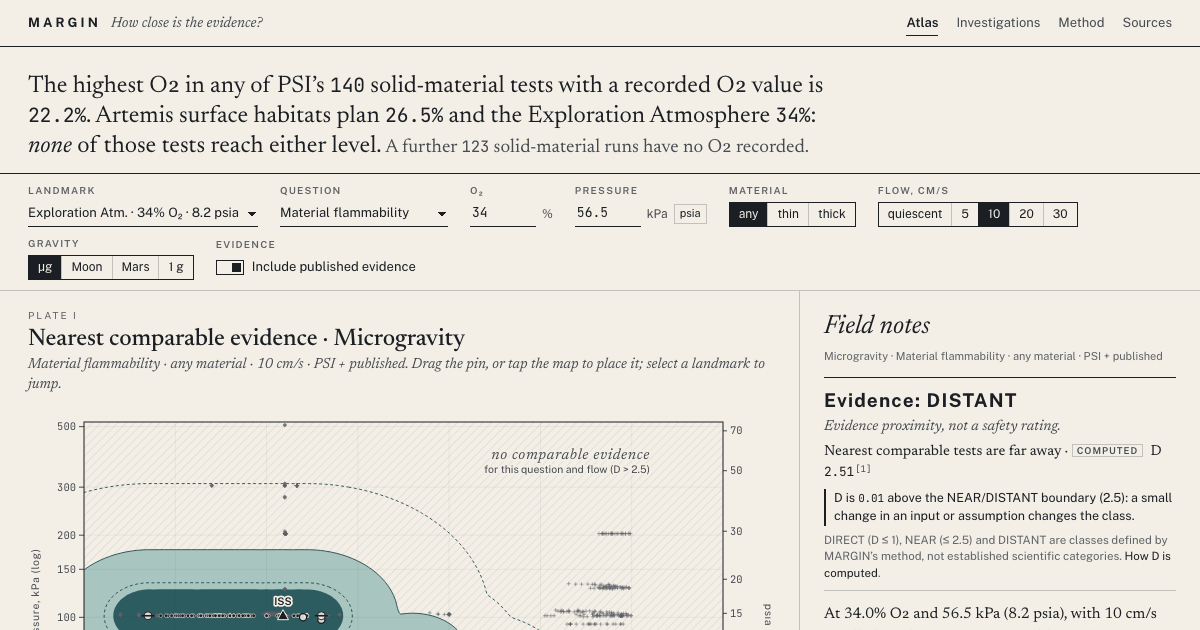 MARGIN How close is the evidence?
Atlas Investigations Method Sources
The highest O2 in any of PSI’s 140 solid-material tests with a recorded O2 value is
22.2%. Artemis surface habitats plan 26.5% and the Exploration Atmosphere 34%:
none of those tests reach either level. A further 123 solid-material runs have no O2 recorded.
LANDMARK QUESTION O₂ PRESSURE MATERIAL FLOW, CM/S
Exploration Atm. · 34% O₂ · 8.2 psia Material flammability 34 % 56.5 kPa psia any thin thick quiescent 5 10 20 30
GRAVITY EVIDENCE
µg Moon Mars 1 g Include published evidence
PLATE I
Nearest comparable evidence · Microgravity
Material flammability · any material · 10 cm/s · PSI + published. Drag the pin, or tap the map to place it; select a landmark to
jump.
500
300
200
150
100
ssure, kPa (log)
no comparable evidence
for this question and flow (D > 2.5)
ISS
70
50
30
20
15
psia
Field notes
Microgravity · Material flammability · any material · PSI + published
Evidence: DISTANT
Evidence proximity, not a safety rating.
Nearest comparable tests are far away · COMPUTED D
2.51[1]
D is 0.01 above the NEAR/DISTANT boundary (2.5): a small
change in an input or assumption changes the class.
DIRECT (D ≤ 1), NEAR (≤ 2.5) and DISTANT are classes defined by
MARGIN’s method, not established scientific categories. How D is
computed.
At 34.0% O2 and 56.5 kPa (8.2 psia), with 10 cm/s